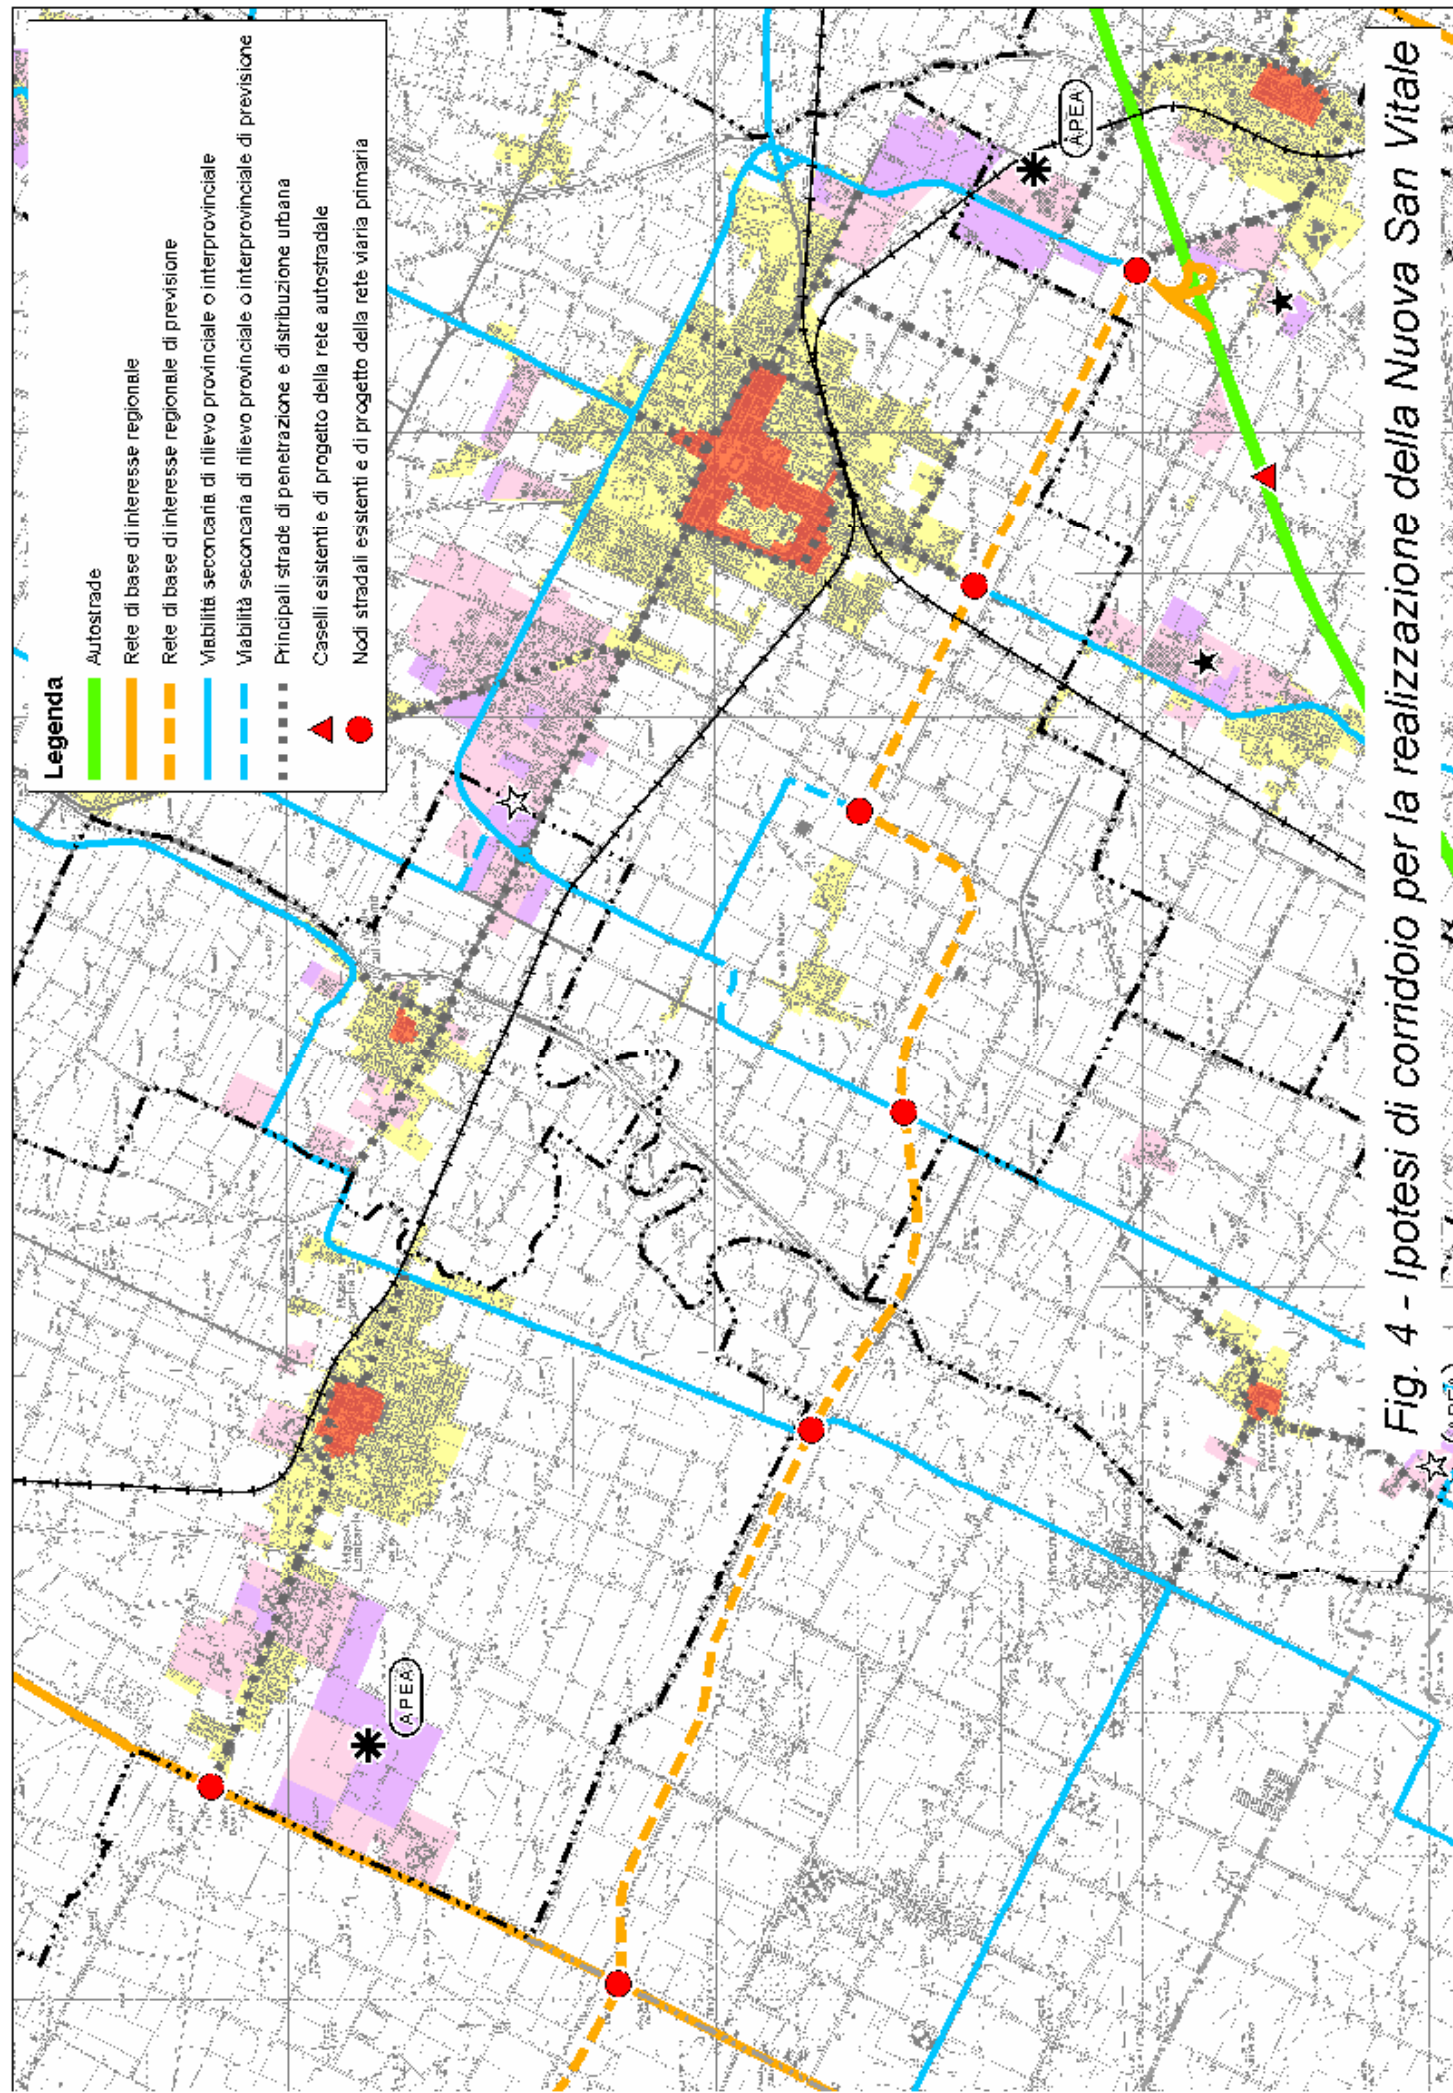 Legenda
Autostrade
Rete di base di interesse regionale
Rete di base di interesse regionale di previsione
Viabilità secondaria di rilievo provinciale o interprovinciale
Viabilità secondaria di rilievo provinciale o interprovinciale di previsione
Principali strade di penetrazione e distribuzione urbana
Caselli esistenti e di progetto della rete autostradale
Nodi stradali esistenti e di progetto della rete viaria primaria
APEA
APEA
Fig. 4 - Ipotesi di corridoio per la realizzazione della Nuova San Vitale